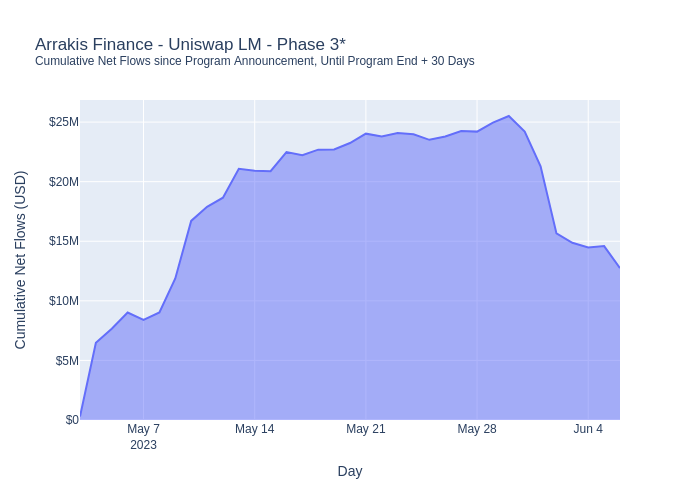 Arrakis Finance - Uniswap LM - Phase 3*
Cumulative Net Flows since Program Announcement, Until Program End + 30 Days
Cumulative Net Flows (USD)
$25M
$20M
$15M
$10M
$5M
$0
May 7
2023
May 14
May 21
May 28
Jun 4
Day